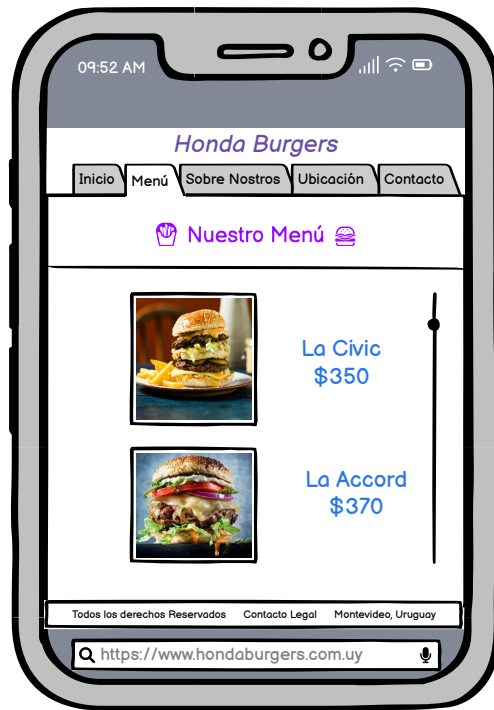 09:52 AM
Honda Burgers
Inicio Menú Sobre Nostros Ubicación Contacto
Nuestro Menú
La Civic
$350
La Accord
$370
Todos los derechos Reservados Contacto Legal Montevideo, Uruguay
https://www.hondaburgers.com.uy